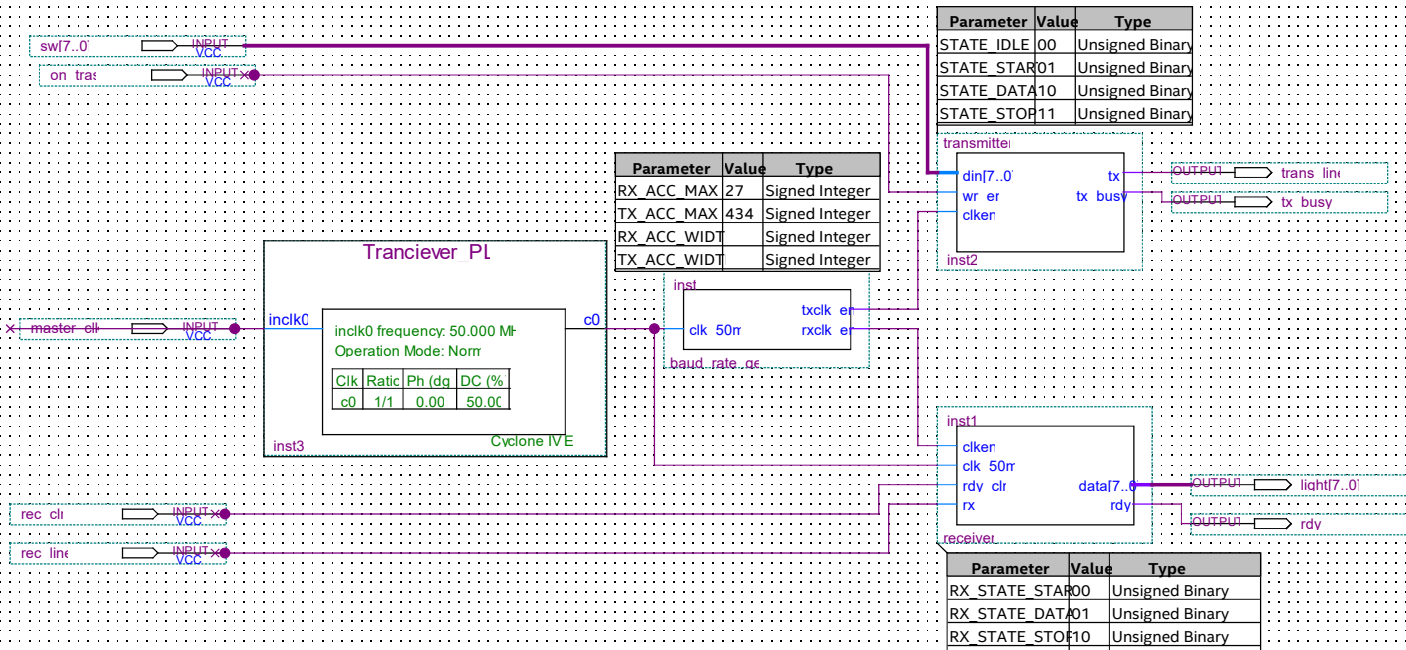 Parameter Value Type
STATE_IDLE 00 Unsigned Binary
STATE_STAR 01 Unsigned Binary
STATE_DATA 10 Unsigned Binary
STATE_STOP 11 Unsigned Binary
sw[7..0] INPUT VCC
on_tras INPUT VCC
transmitte
din[7..0]
wr_en
clken
tx
tx_busy
inst2
OUTPUT trans_line
OUTPUT tx_busy
Parameter Value Type
RX_ACC_MAX 27 Signed Integer
TX_ACC_MAX 434 Signed Integer
RX_ACC_WIDT Signed Integer
TX_ACC_WIDT Signed Integer
Tranciever_PL
inclk0
c0
inclk0 frequency: 50.000 MH
Operation Mode: Norm
Clk Ratio Ph (dg DC (%
c0 1/1 0.00 50.00
Cyclone IV E
inst3
master_clk INPUT VCC
inst
clk_50m
txclk_en
rxclk_en
baud_rate_ge
inst1
clken
clk_50m
rdy_clr
rx
data[7..0]
rdy
receiver
rec_clr INPUT VCC
rec_line INPUT VCC
OUTPUT light[7..0]
OUTPUT rdy
Parameter Value Type
RX_STATE_STAR 00 Unsigned Binary
RX_STATE_DATA 01 Unsigned Binary
RX_STATE_STOP 10 Unsigned Binary